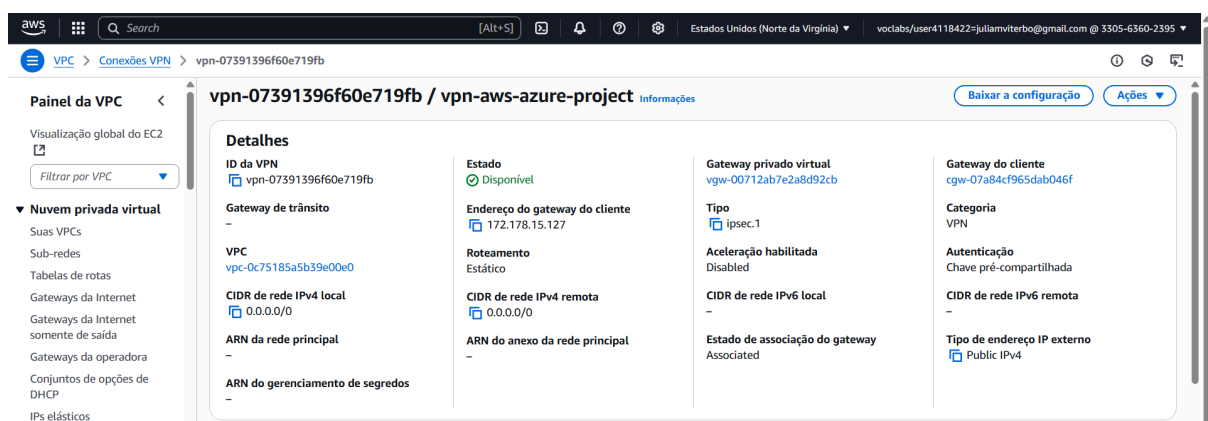 aws
Search
[Alt+S]
Estados Unidos (Norte da Virgínia) ▼
voclabs/user4118422=juliamviterbo@gmail.com @ 3305-6360-2395 ▼
VPC > Conexões VPN > vpn-07391396f60e719fb
Painel da VPC
Visualização global do EC2
Filtrar por VPC
▼ Nuvem privada virtual
Suas VPCs
Sub-redes
Tabelas de rotas
Gateways da Internet
Gateways da Internet
somente de saída
Gateways da operadora
Conjuntos de opções de
DHCP
IPs elásticos
vpn-07391396f60e719fb / vpn-aws-azure-project Informações
Baixar a configuração
Ações ▼
Detalhes
ID da VPN
vpn-07391396f60e719fb
Estado
Disponível
Gateway privado virtual
vgw-00712ab7e2a8d92cb
Gateway do cliente
cgw-07a84cf965dab046f
Gateway de trânsito
–
Endereço do gateway do cliente
172.178.15.127
Tipo
ipsec.1
Categoria
VPN
VPC
vpc-0c75185a5b39e00e0
Roteamento
Estático
Aceleração habilitada
Disabled
Autenticação
Chave pré-compartilhada
CIDR de rede IPv4 local
0.0.0.0/0
CIDR de rede IPv4 remota
0.0.0.0/0
CIDR de rede IPv6 local
–
CIDR de rede IPv6 remota
–
ARN da rede principal
–
ARN do anexo da rede principal
–
Estado de associação do gateway
Associated
Tipo de endereço IP externo
Public IPv4
ARN do gerenciamento de segredos
–